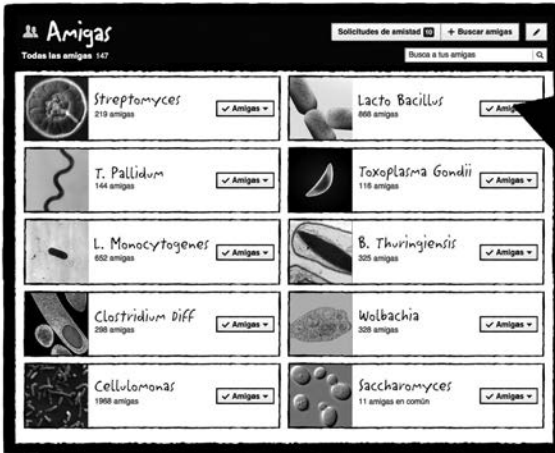 Amigas
Solicitudes de amistad 10
+ Buscar amigas
Todas las amigas 147
Busca a tus amigas
Streptomyces
219 amigas
✓ Amigas
Lacto Bacillus
868 amigas
✓ Amig
T. Pallidum
144 amigas
✓ Amigas
Toxoplasma Gondii
116 amigas
✓ Amigas
L. Monocytogenes
652 amigas
✓ Amigas
B. Thuringiensis
325 amigas
✓ Amigas
Clostridium Diff
298 amigas
✓ Amigas
Wolbachia
328 amigas
✓ Amigas
Cellulomonas
1968 amigas
✓ Amigas
Saccharomyces
11 amigas en común
✓ Amigas